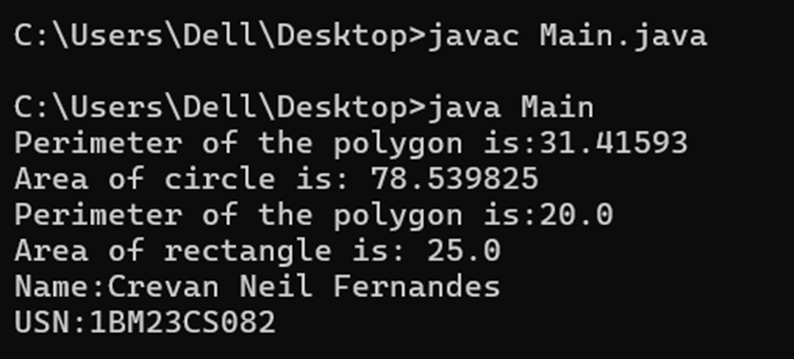 C:\Users\Dell\Desktop>javac Main.java
C:\Users\Dell\Desktop>java Main
Perimeter of the polygon is:31.41593
Area of circle is: 78.539825
Perimeter of the polygon is:20.0
Area of rectangle is: 25.0
Name:Crevan Neil Fernandes
USN:1BM23CS082